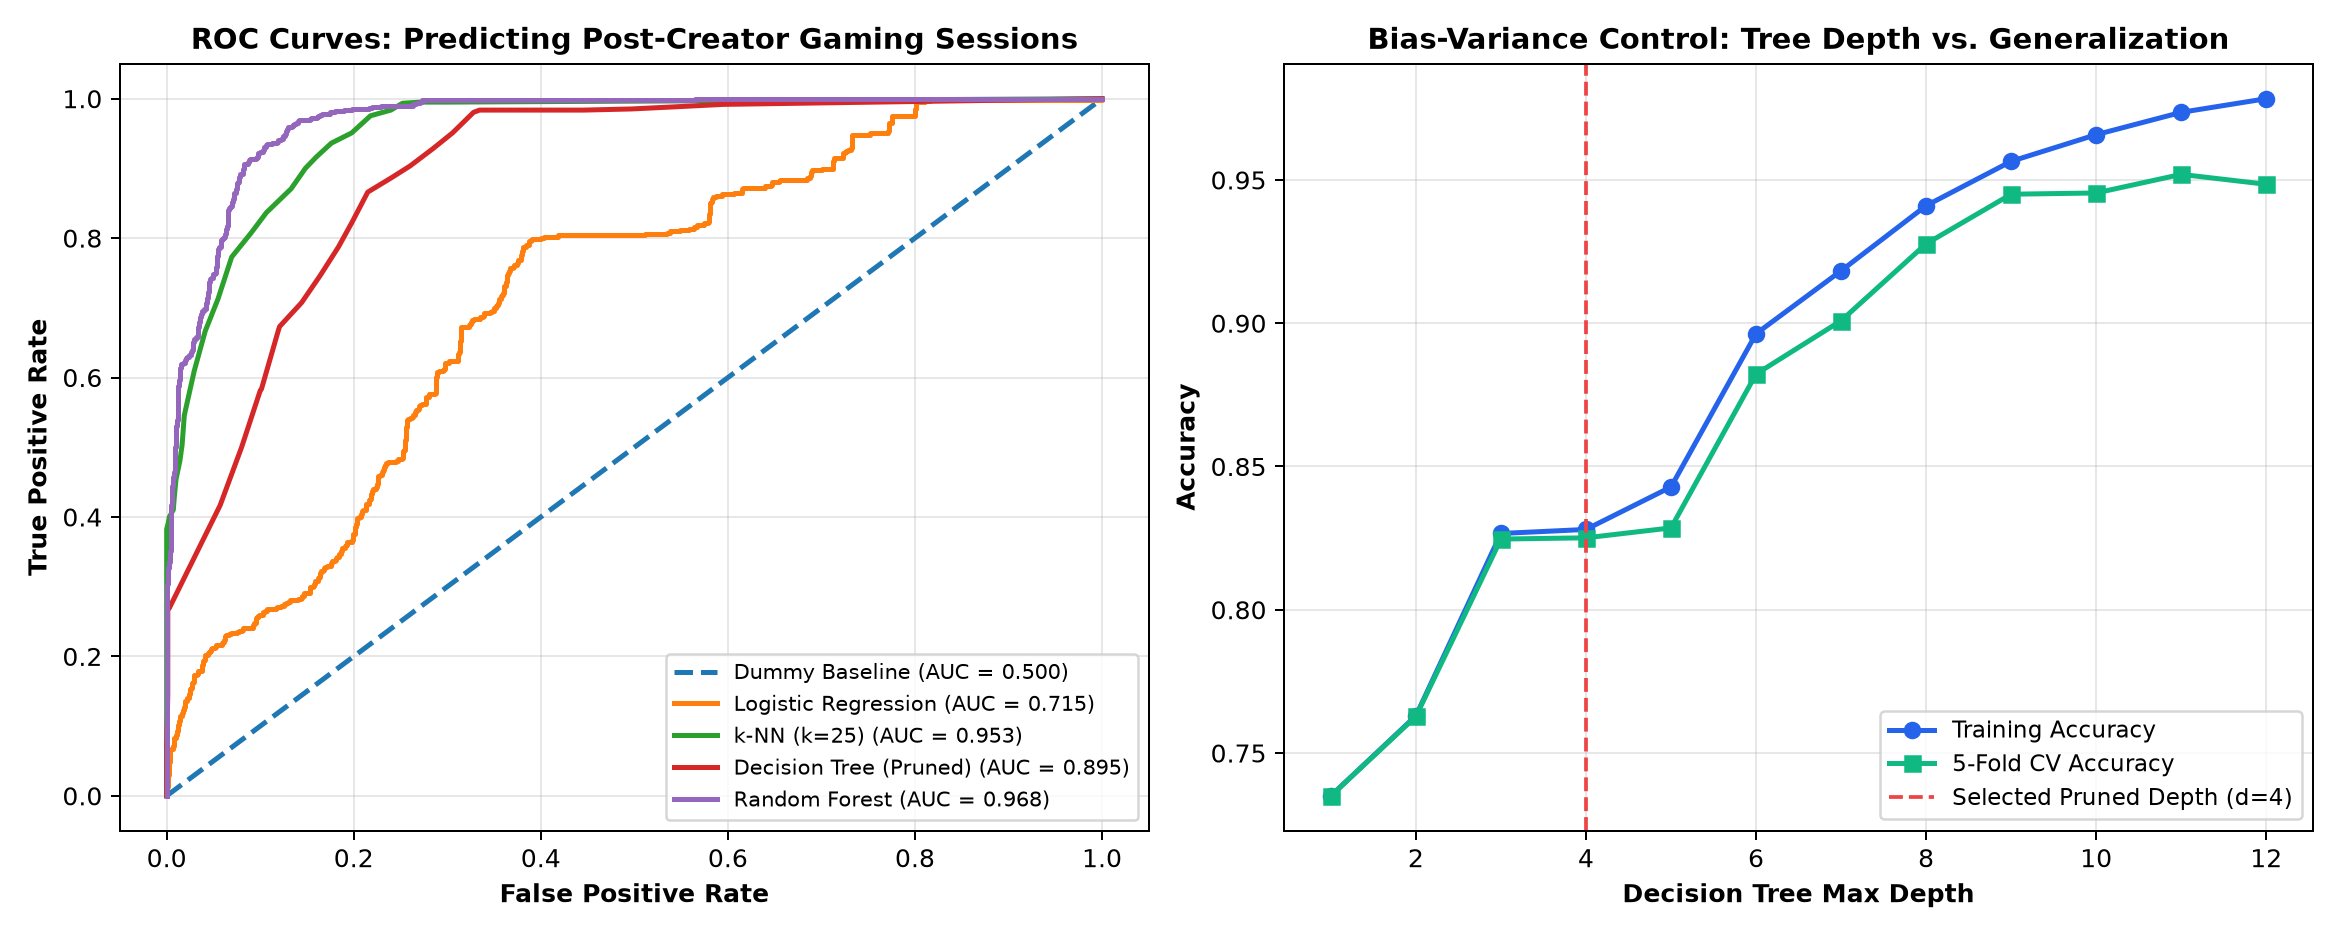 ROC Curves: Predicting Post-Creator Gaming Sessions
True Positive Rate
1.0
0.8
0.6
0.4
0.2
0.0
0.0 0.2 0.4 0.6 0.8 1.0
False Positive Rate
Dummy Baseline (AUC = 0.500)
Logistic Regression (AUC = 0.715)
k-NN (k=25) (AUC = 0.953)
Decision Tree (Pruned) (AUC = 0.895)
Random Forest (AUC = 0.968)
Bias-Variance Control: Tree Depth vs. Generalization
Accuracy
0.95
0.90
0.85
0.80
0.75
2 4 6 8 10 12
Decision Tree Max Depth
Training Accuracy
5-Fold CV Accuracy
Selected Pruned Depth (d=4)